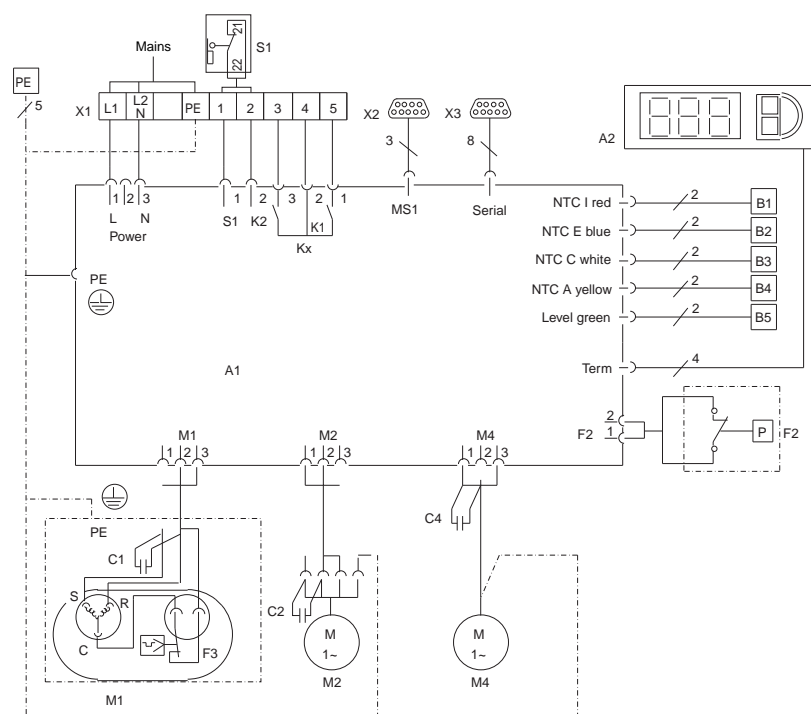 21
22
S1
Mains
PE
5
X1
L1
L2
N
PE
1
2
3
4
5
X2
X3
3
8
A2
1 2 3
L N
Power
1 2 3 2 1
S1 K2 K1
Kx
MS1
Serial
NTC I red 2 B1
NTC E blue 2 B2
NTC C white 2 B3
NTC A yellow 2 B4
Level green 2 B5
PE
A1
Term 4
2
1
F2
P
F2
M1
1 2 3
M2
1 2 3
M4
1 2 3
PE
C1
C4
S
R
C
F3
C2
M
1~
M2
M
1~
M4
M1